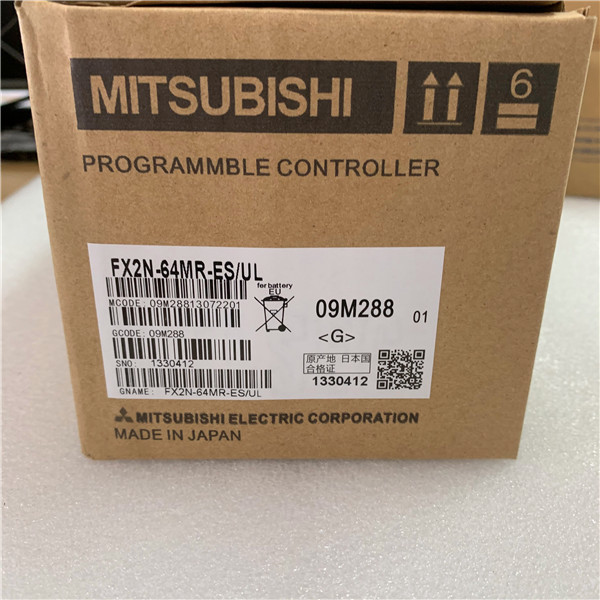 MITSUBISHI
6
PROGRAMMBLE CONTROLLER
FX2N-64MR-ES/UL
MCODE: 09M28813072201
for battery
EU
09M288 01
GCODE: 09M288
<G>
SNO: 1330412
原产地 日本国
合格证
1330412
GNAME: FX2N-64MR-ES/UL
MITSUBISHI ELECTRIC CORPORATION
MADE IN JAPAN